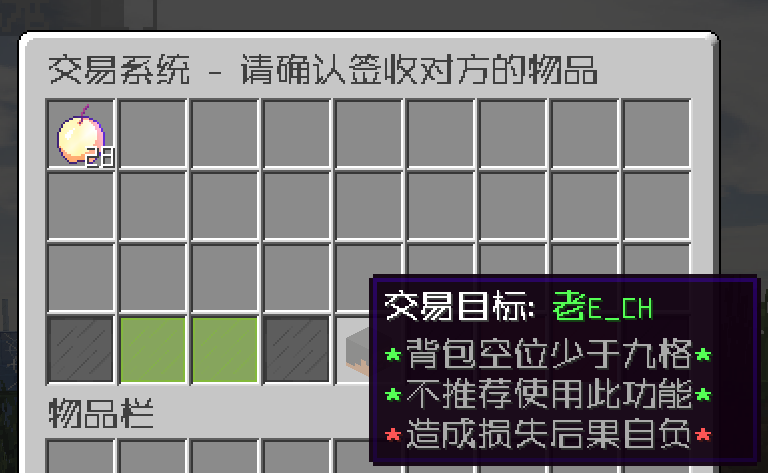 交易系统 - 请确认签收对方的物品
28
交易目标: 老E_CH
★背包空位少于九格★
★不推荐使用此功能★
★造成损失后果自负★
物品栏